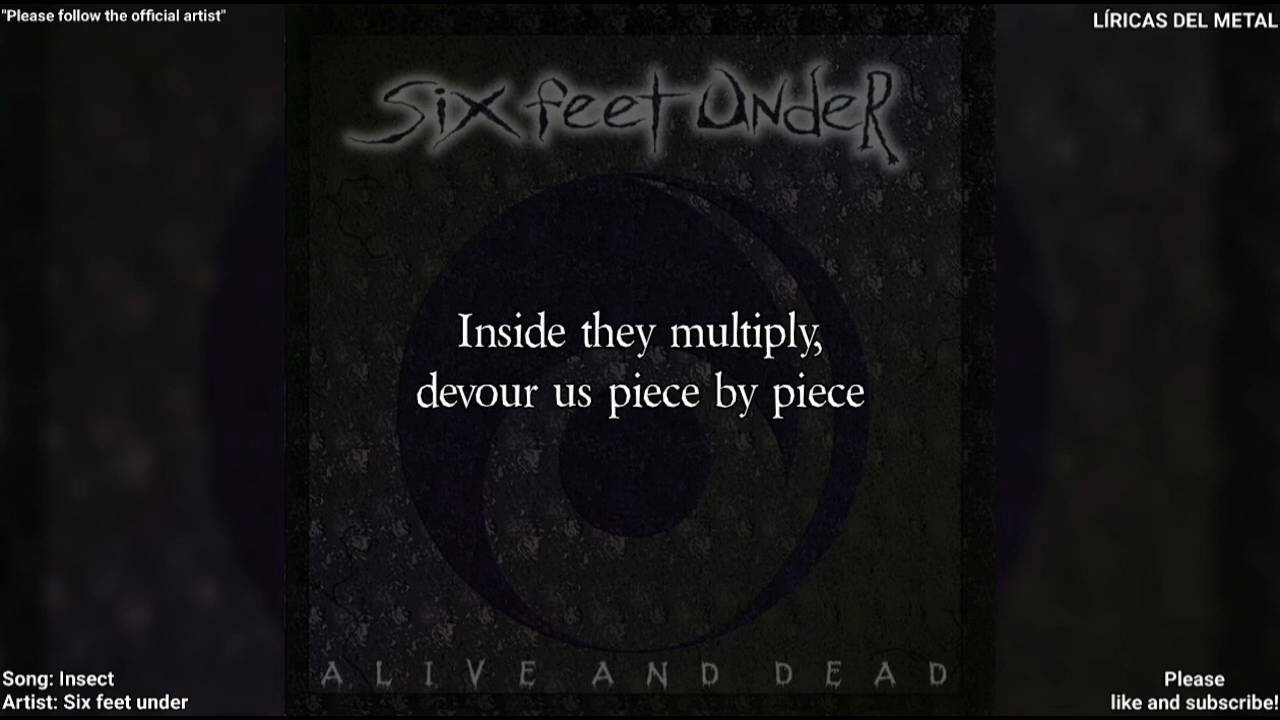 "Please follow the official artist"
LÍRICAS DEL METAL
Six feet Under
Inside they multiply,
devour us piece by piece
ALIVE AND DEAD
Song: Insect
Artist: Six feet under
Please
like and subscribe!